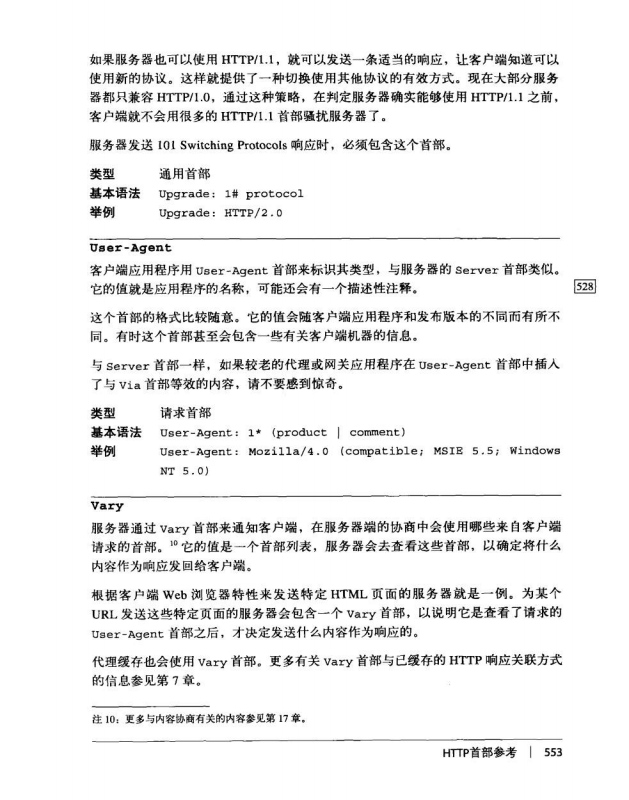 如果服务器也可以使用 HTTP/1.1，就可以发送一条适当的响应，让客户端知道可以
使用新的协议。这样就提供了一种切换使用其他协议的有效方式。现在大部分服务
器都只兼容 HTTP/1.0，通过这种策略，在判定服务器确实能够使用 HTTP/1.1 之前，
客户端就不会用很多的 HTTP/1.1 首部骚扰服务器了。
服务器发送 101 Switching Protocols 响应时，必须包含这个首部。
类型 通用首部
基本语法 Upgrade: 1# protocol
举例 Upgrade: HTTP/2.0
User-Agent
客户端应用程序用 User-Agent 首部来标识其类型，与服务器的 Server 首部类似。
它的值就是应用程序的名称，可能还会有一个描述性注释。
528
这个首部的格式比较随意。它的值会随客户端应用程序和发布版本的不同而有所不
同。有时这个首部甚至会包含一些有关客户端机器的信息。
与 Server 首部一样，如果较老的代理或网关应用程序在 User-Agent 首部中插入
了与 Via 首部等效的内容，请不要感到惊奇。
类型 请求首部
基本语法 User-Agent: 1* (product | comment)
举例 User-Agent: Mozilla/4.0 (compatible; MSIE 5.5; Windows
NT 5.0)
Vary
服务器通过 Vary 首部来通知客户端，在服务器端的协商中会使用哪些来自客户端
请求的首部。10 它的值是一个首部列表，服务器会去查看这些首部，以确定将什么
内容作为响应发回给客户端。
根据客户端 Web 浏览器特性来发送特定 HTML 页面的服务器就是一例。为某个
URL 发送这些特定页面的服务器会包含一个 Vary 首部，以说明它是查看了请求的
User-Agent 首部之后，才决定发送什么内容作为响应的。
代理缓存也会使用 Vary 首部。更多有关 Vary 首部与已缓存的 HTTP 响应关联方式
的信息参见第 7 章。
注 10：更多与内容协商有关的内容参见第 17 章。
HTTP首部参考 | 553